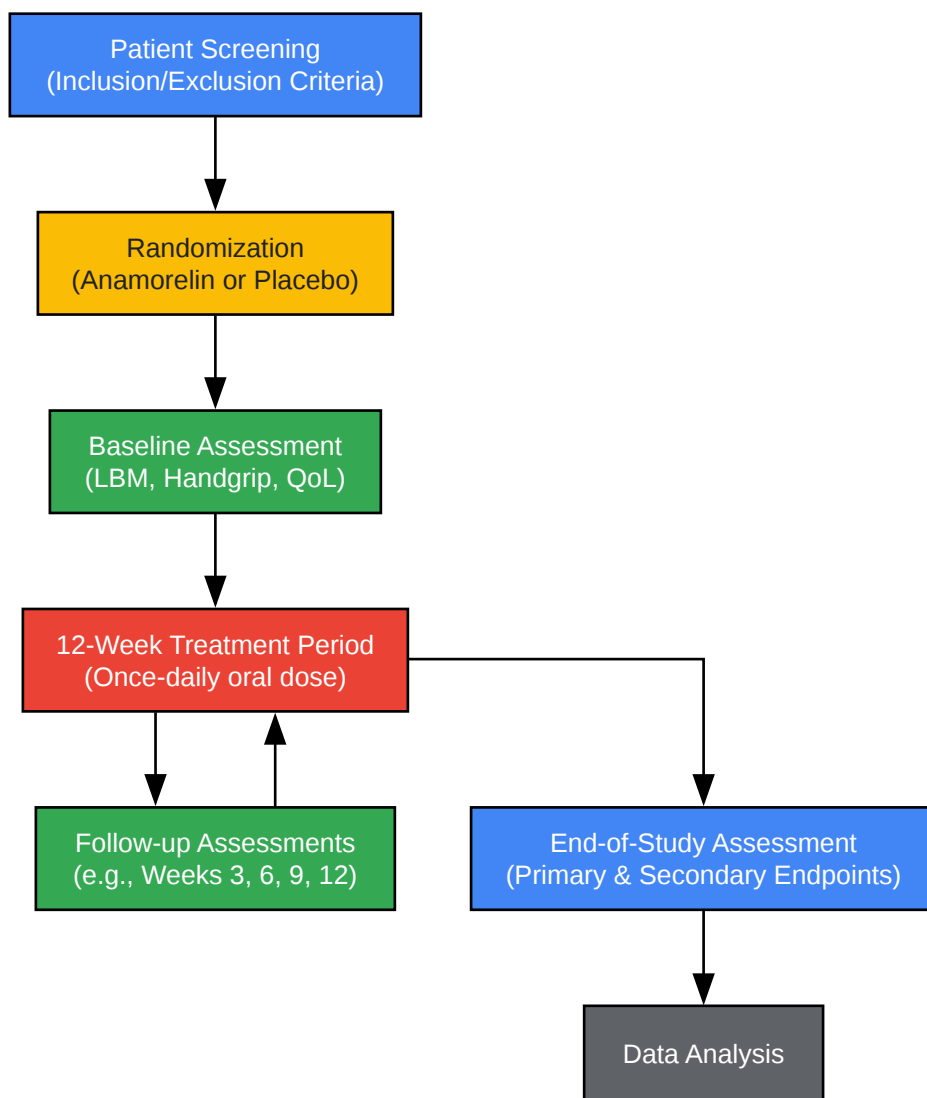 Patient Screening
(Inclusion/Exclusion Criteria)
Randomization
(Anamorelin or Placebo)
Baseline Assessment
(LBM, Handgrip, QoL)
12-Week Treatment Period
(Once-daily oral dose)
Follow-up Assessments
(e.g., Weeks 3, 6, 9, 12)
End-of-Study Assessment
(Primary & Secondary Endpoints)
Data Analysis